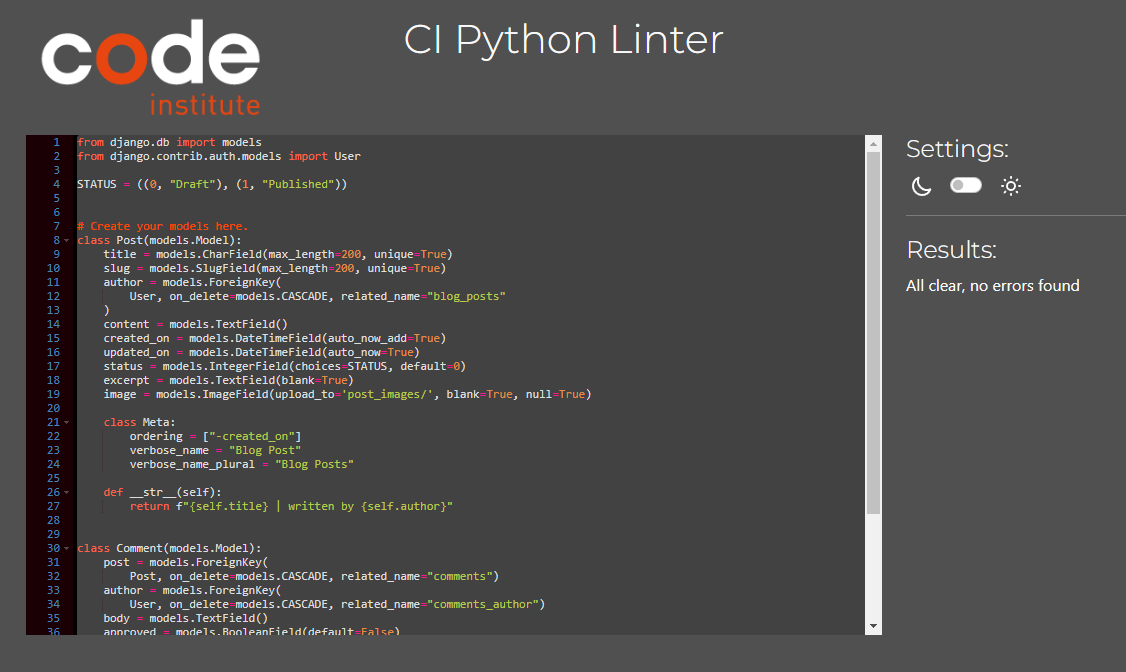 code
institute
CI Python Linter
1 from django.db import models
2 from django.contrib.auth.models import User
3
4 STATUS = ((0, "Draft"), (1, "Published"))
5
6
7 # Create your models here.
8 class Post(models.Model):
9     title = models.CharField(max_length=200, unique=True)
10     slug = models.SlugField(max_length=200, unique=True)
11     author = models.ForeignKey(
12         User, on_delete=models.CASCADE, related_name="blog_posts"
13     )
14     content = models.TextField()
15     created_on = models.DateTimeField(auto_now_add=True)
16     updated_on = models.DateTimeField(auto_now=True)
17     status = models.IntegerField(choices=STATUS, default=0)
18     excerpt = models.TextField(blank=True)
19     image = models.ImageField(upload_to='post_images/', blank=True, null=True)
20
21     class Meta:
22         ordering = ["-created_on"]
23         verbose_name = "Blog Post"
24         verbose_name_plural = "Blog Posts"
25
26     def __str__(self):
27         return f"{self.title} | written by {self.author}"
28
29
30 class Comment(models.Model):
31     post = models.ForeignKey(
32         Post, on_delete=models.CASCADE, related_name="comments")
33     author = models.ForeignKey(
34         User, on_delete=models.CASCADE, related_name="comments_author")
35     body = models.TextField()
36     approved = models.BooleanField(default=False)
Settings:
Results:
All clear, no errors found